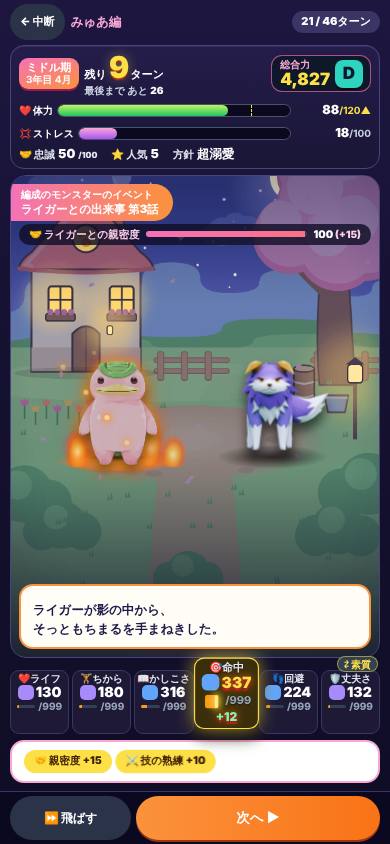 ← 中断
みゅあ編
21 / 46ターン
ミドル期
3年目 4月
残り9ターン
最後まで あと 26
総合力
4,827 D
体力 88/120▲
ストレス 18/100
忠誠 50 /100 人気 5 方針 超溺愛
編成のモンスターのイベント
ライガーとの出来事 第3話
ライガーとの親密度 100 (+15)
ライガーが影の中から、
そっともちまるを手まねきした。
素質
ライフ
130
/999
ちから
180
/999
かしこさ
316
/999
命中
337
/999
+12
回避
224
/999
丈夫さ
132
/999
親密度 +15 技の熟練 +10
飛ばす
次へ ▶